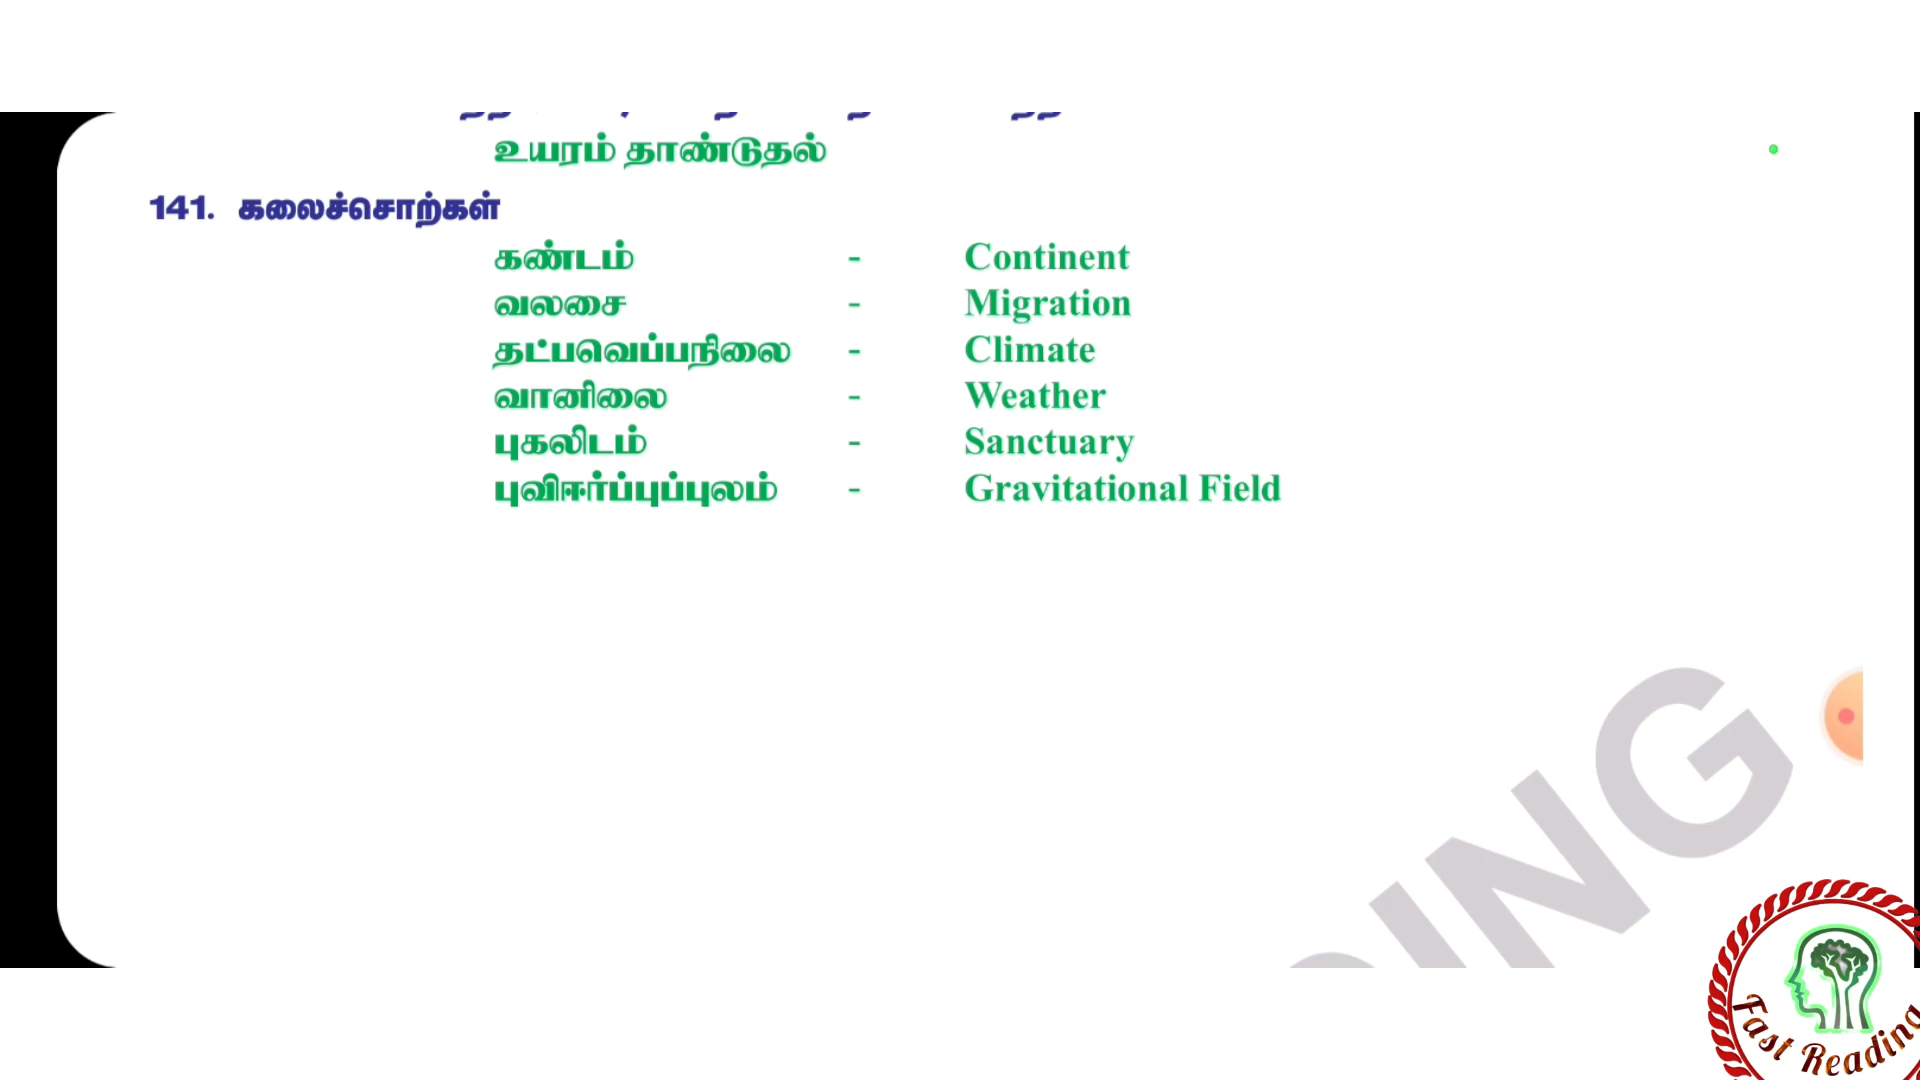 உயரம் தாண்டுதல்
141. கலைச்சொற்கள்
கண்டம் - Continent
வலசை - Migration
தட்பவெப்பநிலை - Climate
வானிலை - Weather
புகலிடம் - Sanctuary
புவிஈர்ப்புப்புலம் - Gravitational Field
ING
Fast Reading